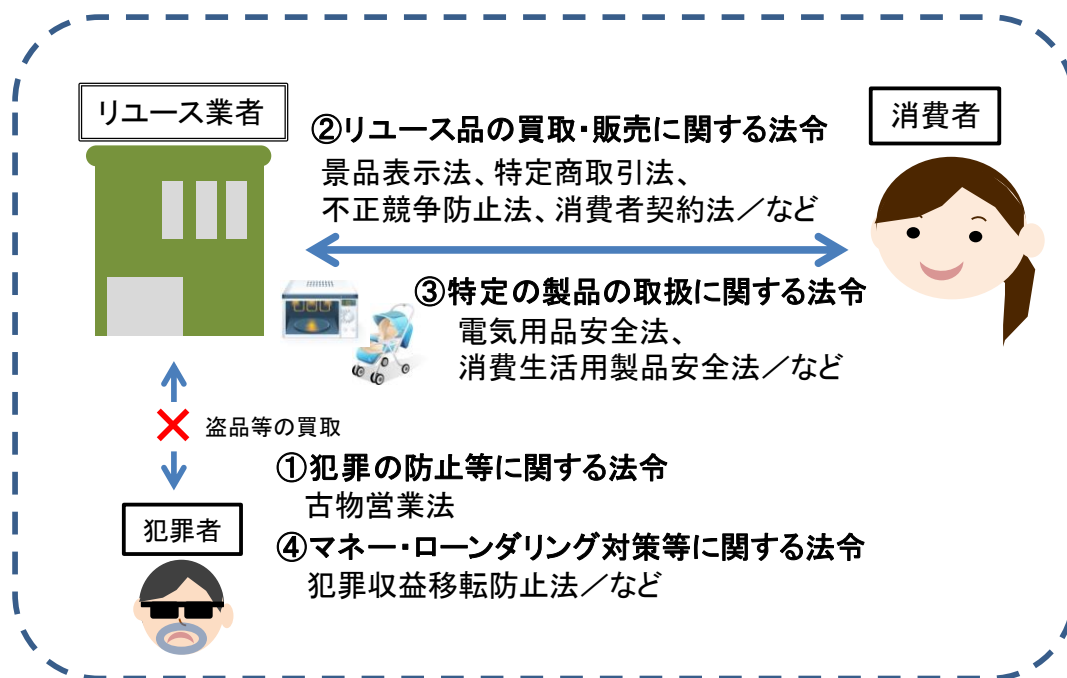 リユース業者
消費者
②リユース品の買取・販売に関する法令
景品表示法、特定商取引法、
不正競争防止法、消費者契約法／など
③特定の製品の取扱に関する法令
電気用品安全法、
消費生活用製品安全法／など
盗品等の買取
①犯罪の防止等に関する法令
古物営業法
犯罪者
④マネー・ローンダリング対策等に関する法令
犯罪収益移転防止法／など